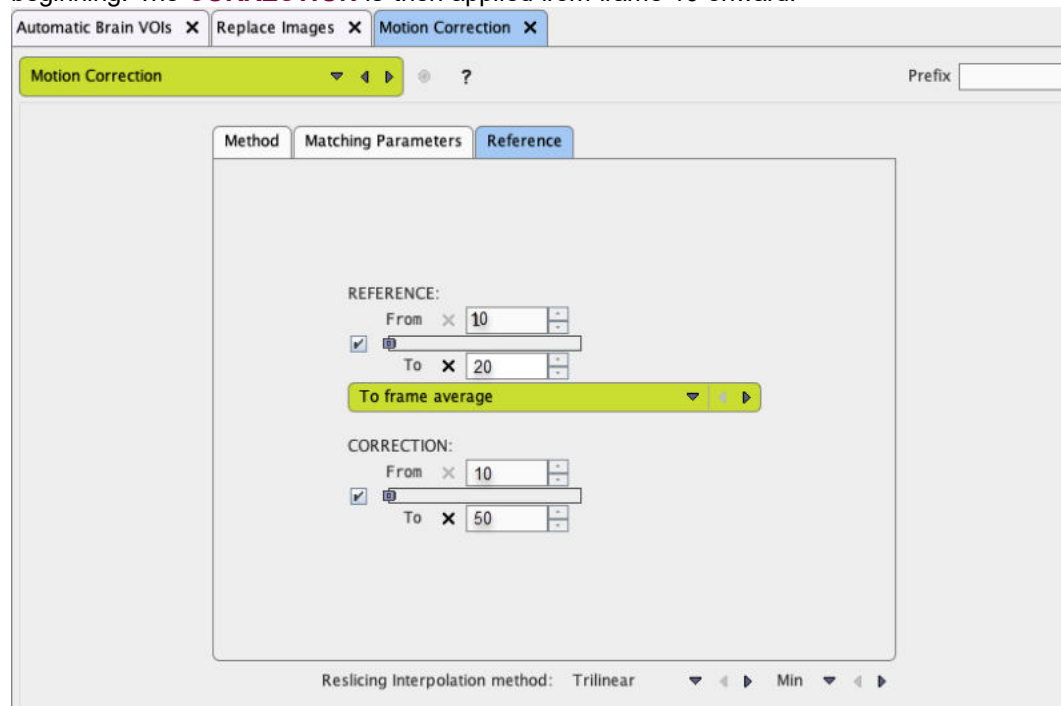 Automatic Brain VOIs X Replace Images X Motion Correction X
Motion Correction ? Prefix
Method Matching Parameters Reference
REFERENCE:
From 10
To 20
To frame average
CORRECTION:
From 10
To 50
Reslicing Interpolation method: Trilinear Min